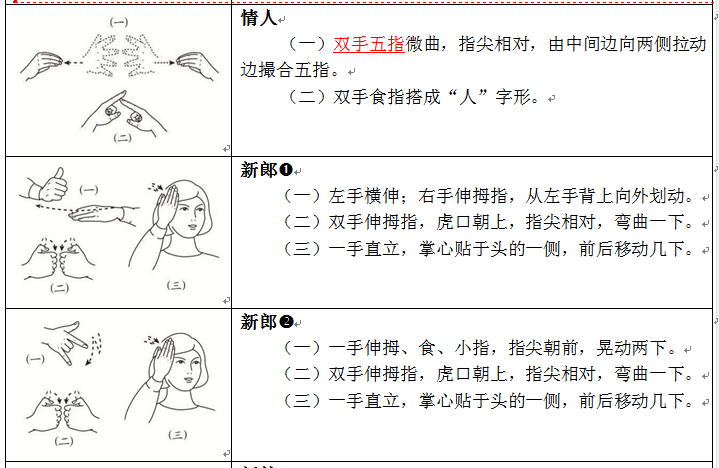 (一)
(二)
情人
（一）双手五指微曲，指尖相对，由中间边向两侧拉动
边撮合五指。
（二）双手食指搭成“人”字形。
(一)
(二)
(三)
新郎❶
（一）左手横伸；右手伸拇指，从左手背上向外划动。
（二）双手伸拇指，虎口朝上，指尖相对，弯曲一下。
（三）一手直立，掌心贴于头的一侧，前后移动几下。
(一)
(二)
(三)
新郎❷
（一）一手伸拇、食、小指，指尖朝前，晃动两下。
（二）双手伸拇指，虎口朝上，指尖相对，弯曲一下。
（三）一手直立，掌心贴于头的一侧，前后移动几下。